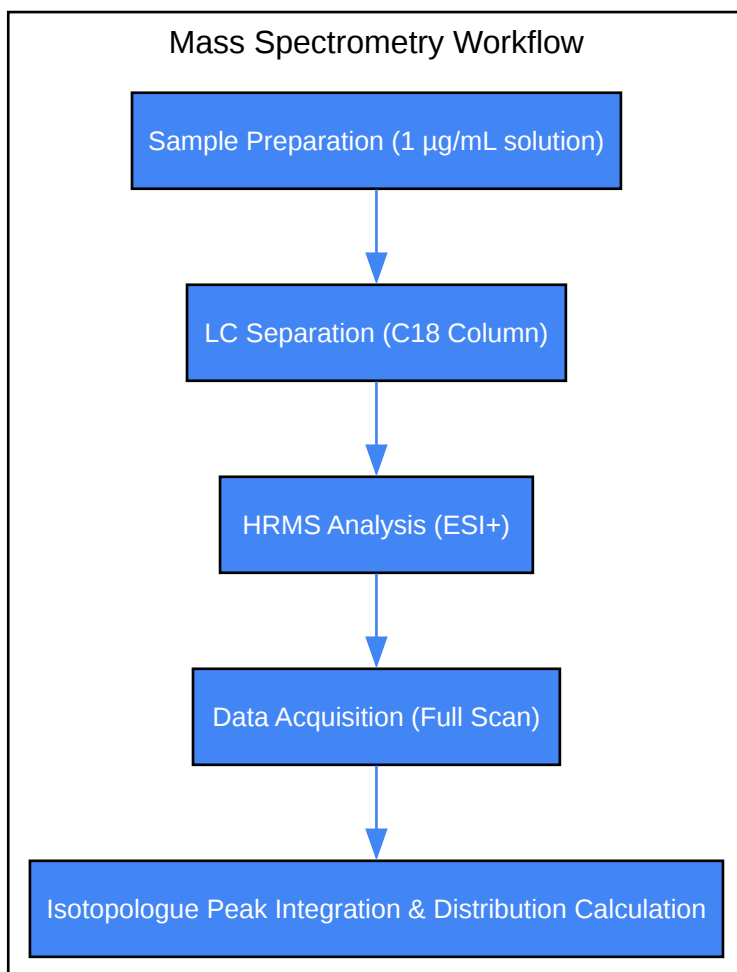 Mass Spectrometry Workflow
Sample Preparation (1 µg/mL solution)
LC Separation (C18 Column)
HRMS Analysis (ESI+)
Data Acquisition (Full Scan)
Isotopologue Peak Integration & Distribution Calculation